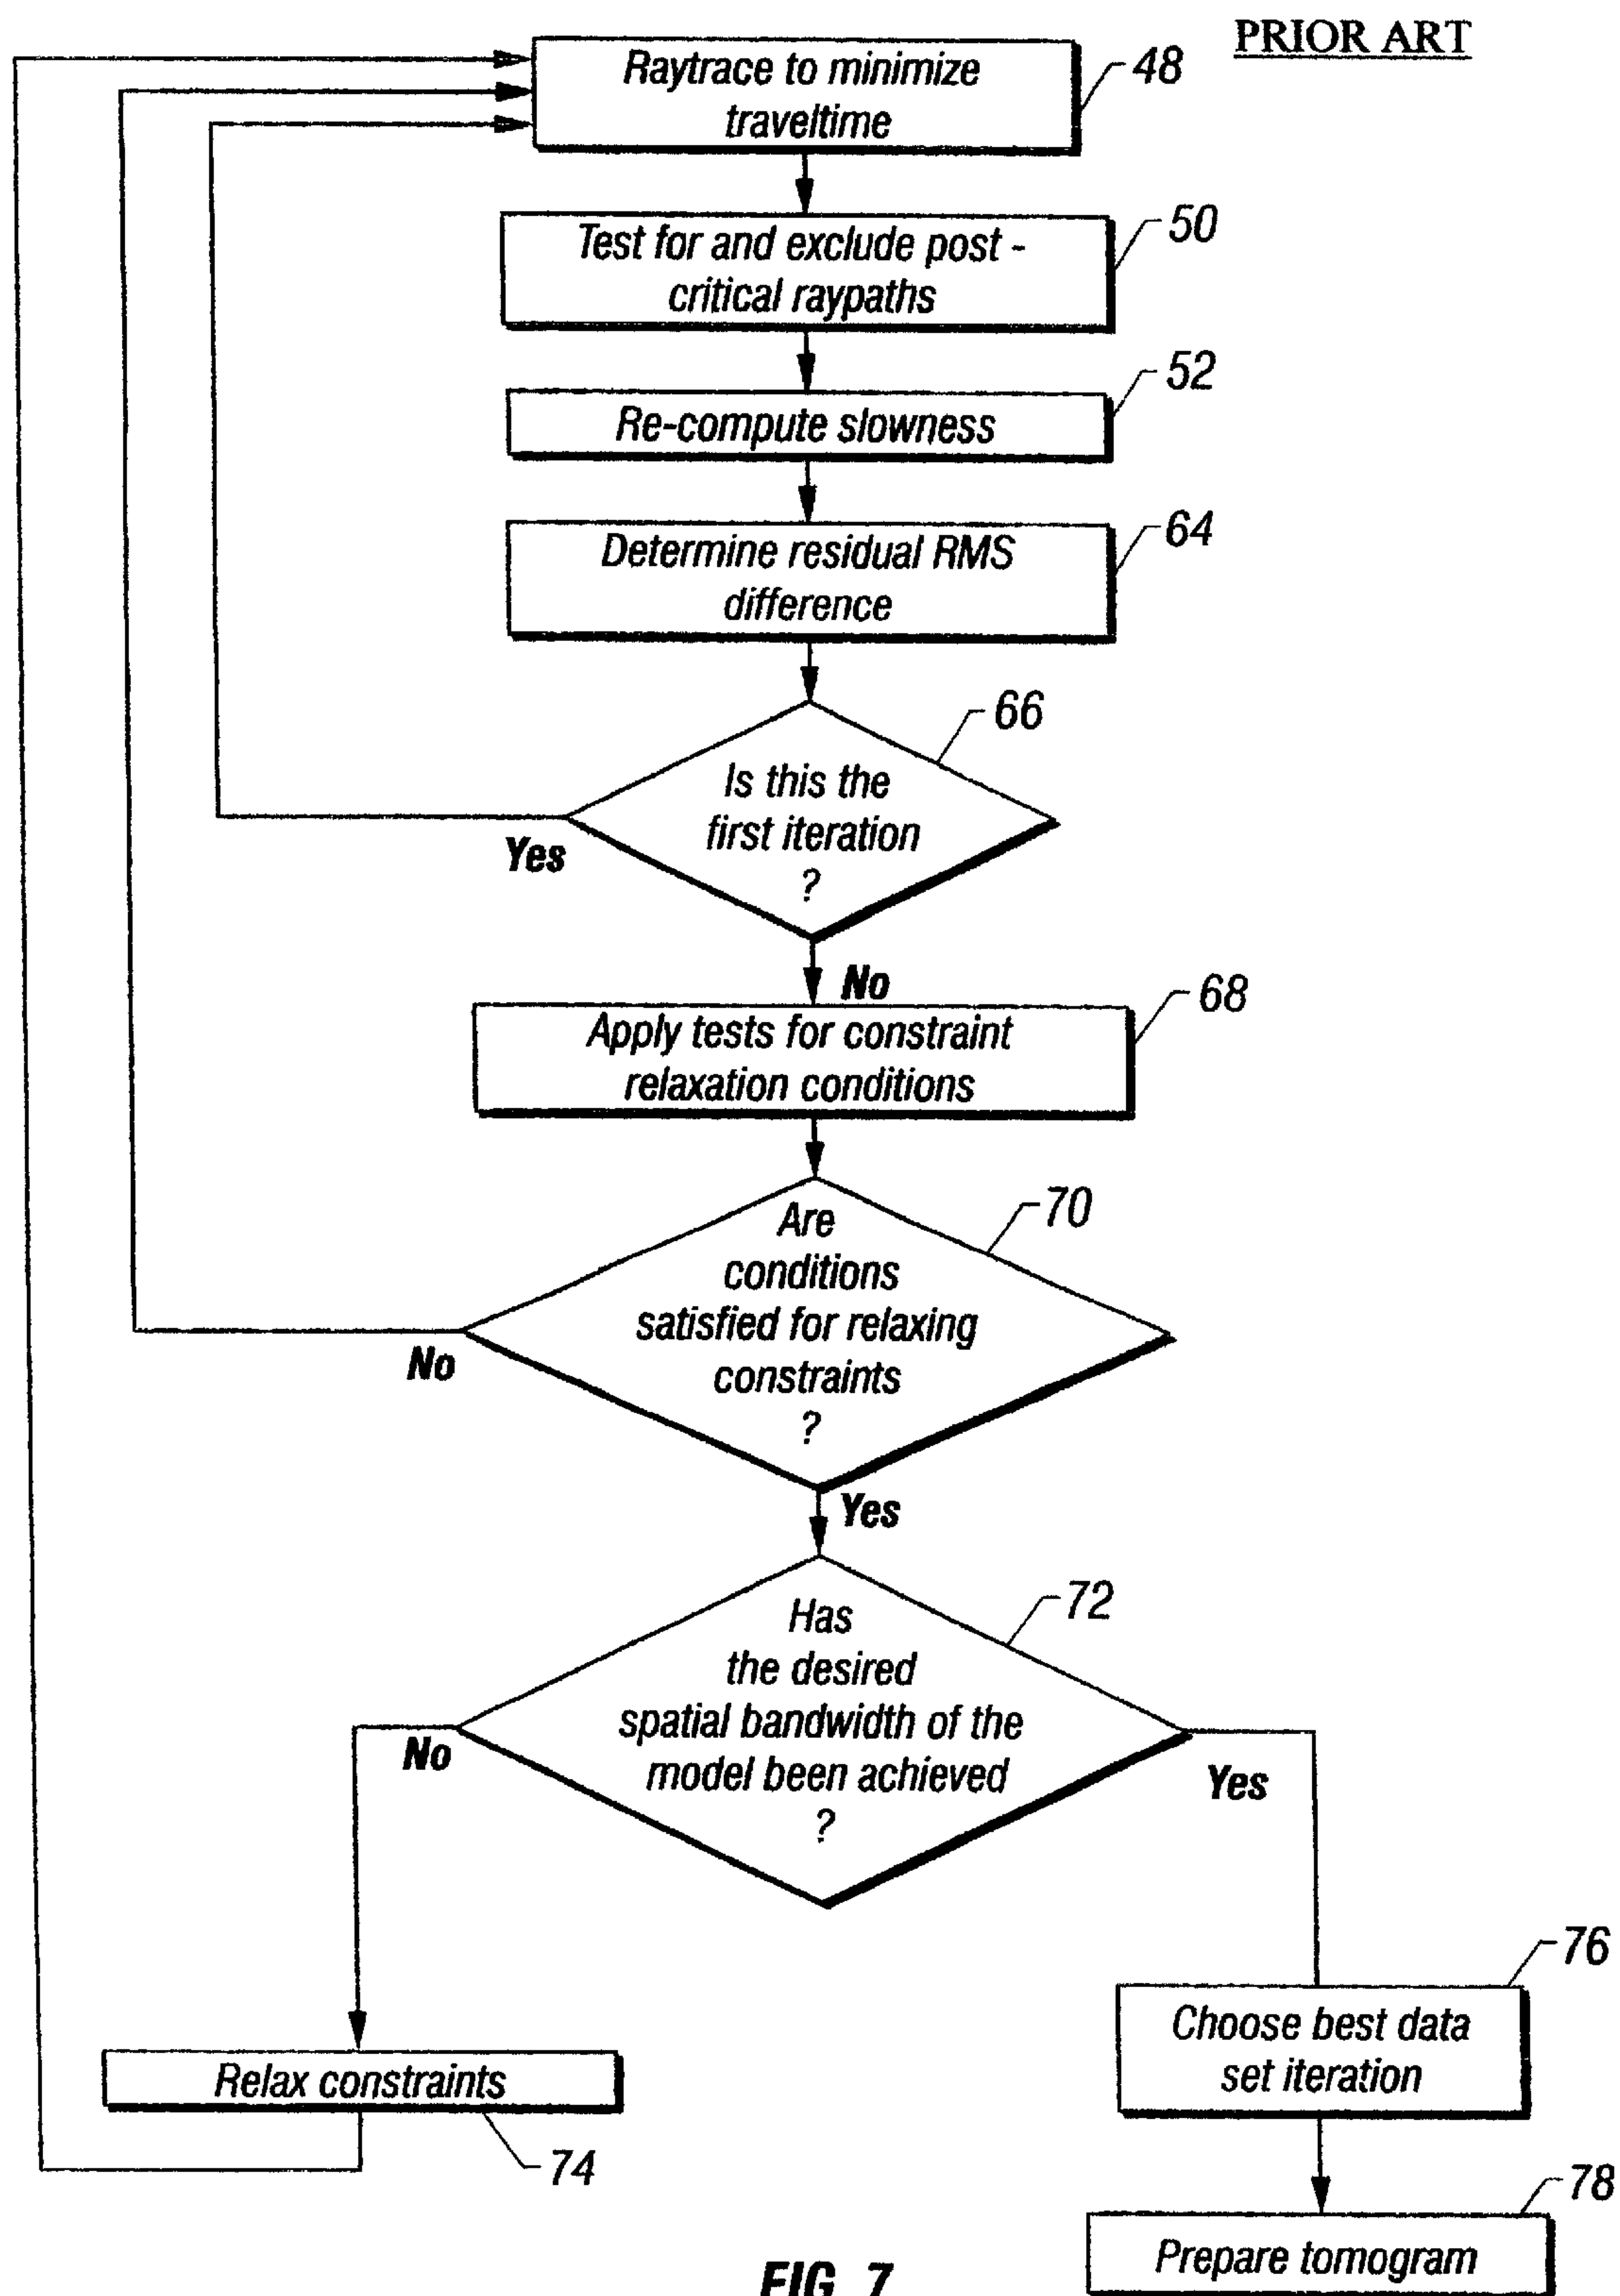 PRIOR ART
Raytrace to minimize
traveltime
48
Test for and exclude post -
critical raypaths
50
Re-compute slowness
52
Determine residual RMS
difference
64
66
Is this the
first iteration
?
Yes
No
Apply tests for constraint
relaxation conditions
68
70
Are
conditions
satisfied for relaxing
constraints
?
No
Yes
72
Has
the desired
spatial bandwidth of the
model been achieved
?
No
Yes
76
Choose best data
set iteration
Relax constraints
74
78
Prepare tomogram
FIG. 7